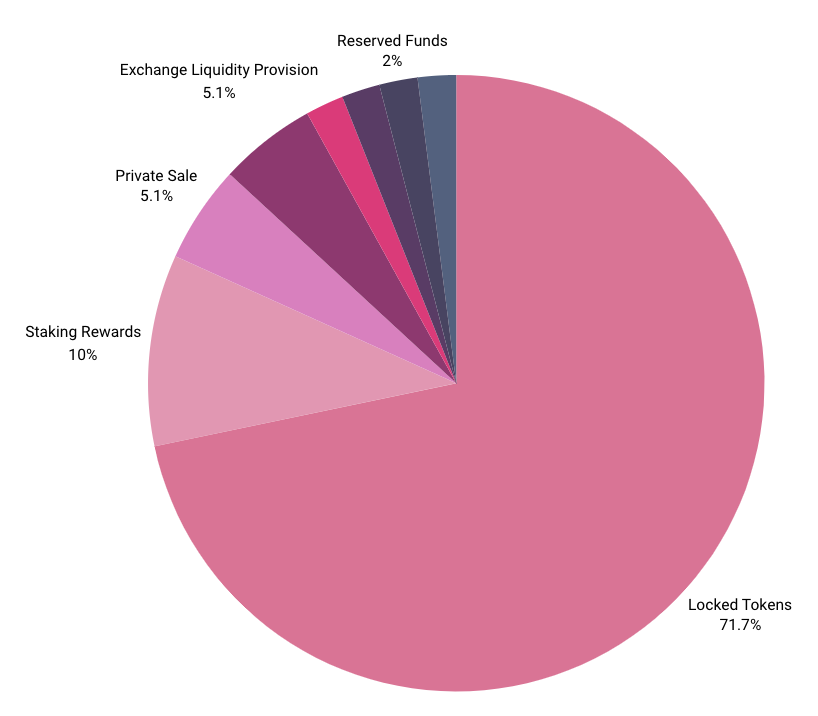 Reserved Funds
2%
Exchange Liquidity Provision
5.1%
Private Sale
5.1%
Staking Rewards
10%
Locked Tokens
71.7%